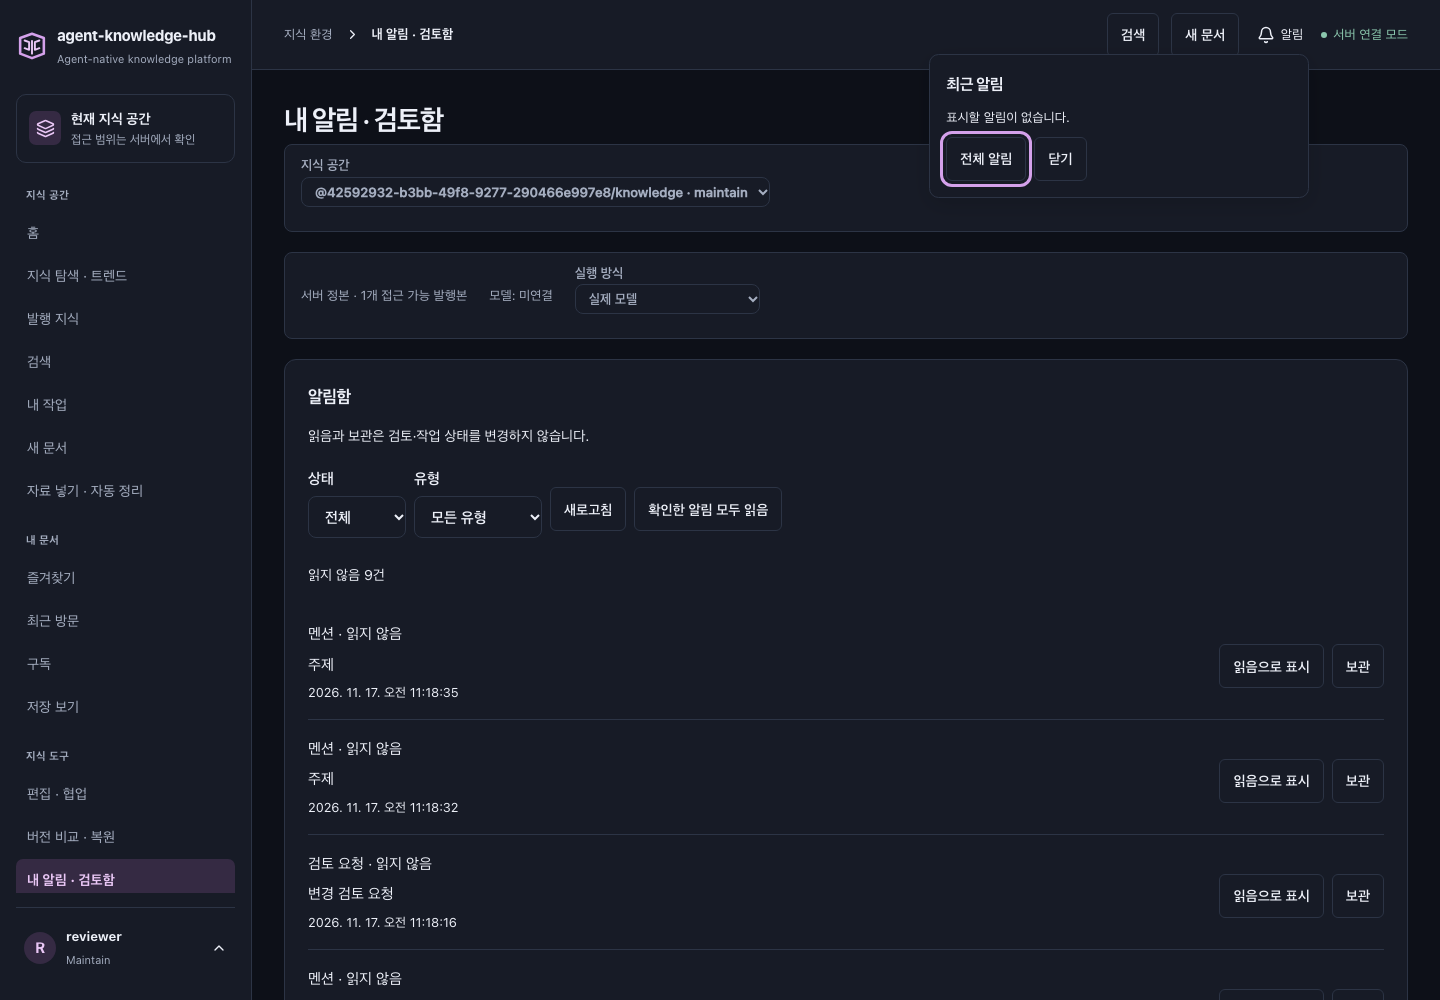 agent-knowledge-hub
Agent-native knowledge platform
현재 지식 공간
접근 범위는 서버에서 확인
지식 공간
홈
지식 탐색 · 트렌드
발행 지식
검색
내 작업
새 문서
자료 넣기 · 자동 정리
내 문서
즐겨찾기
최근 방문
구독
저장 보기
지식 도구
편집 · 협업
버전 비교 · 복원
내 알림 · 검토함
R
reviewer
Maintain
지식 환경
내 알림 · 검토함
검색
새 문서
알림
서버 연결 모드
최근 알림
표시할 알림이 없습니다.
전체 알림
닫기
내 알림 · 검토함
지식 공간
@42592932-b3bb-49f8-9277-290466e997e8/knowledge · maintain
서버 정본 · 1개 접근 가능 발행본
모델: 미연결
실행 방식
실제 모델
알림함
읽음과 보관은 검토·작업 상태를 변경하지 않습니다.
상태
유형
전체
모든 유형
새로고침
확인한 알림 모두 읽음
읽지 않음 9건
멘션 · 읽지 않음
주제
2026. 11. 17. 오전 11:18:35
읽음으로 표시
보관
멘션 · 읽지 않음
주제
2026. 11. 17. 오전 11:18:32
읽음으로 표시
보관
검토 요청 · 읽지 않음
변경 검토 요청
2026. 11. 17. 오전 11:18:16
읽음으로 표시
보관
멘션 · 읽지 않음